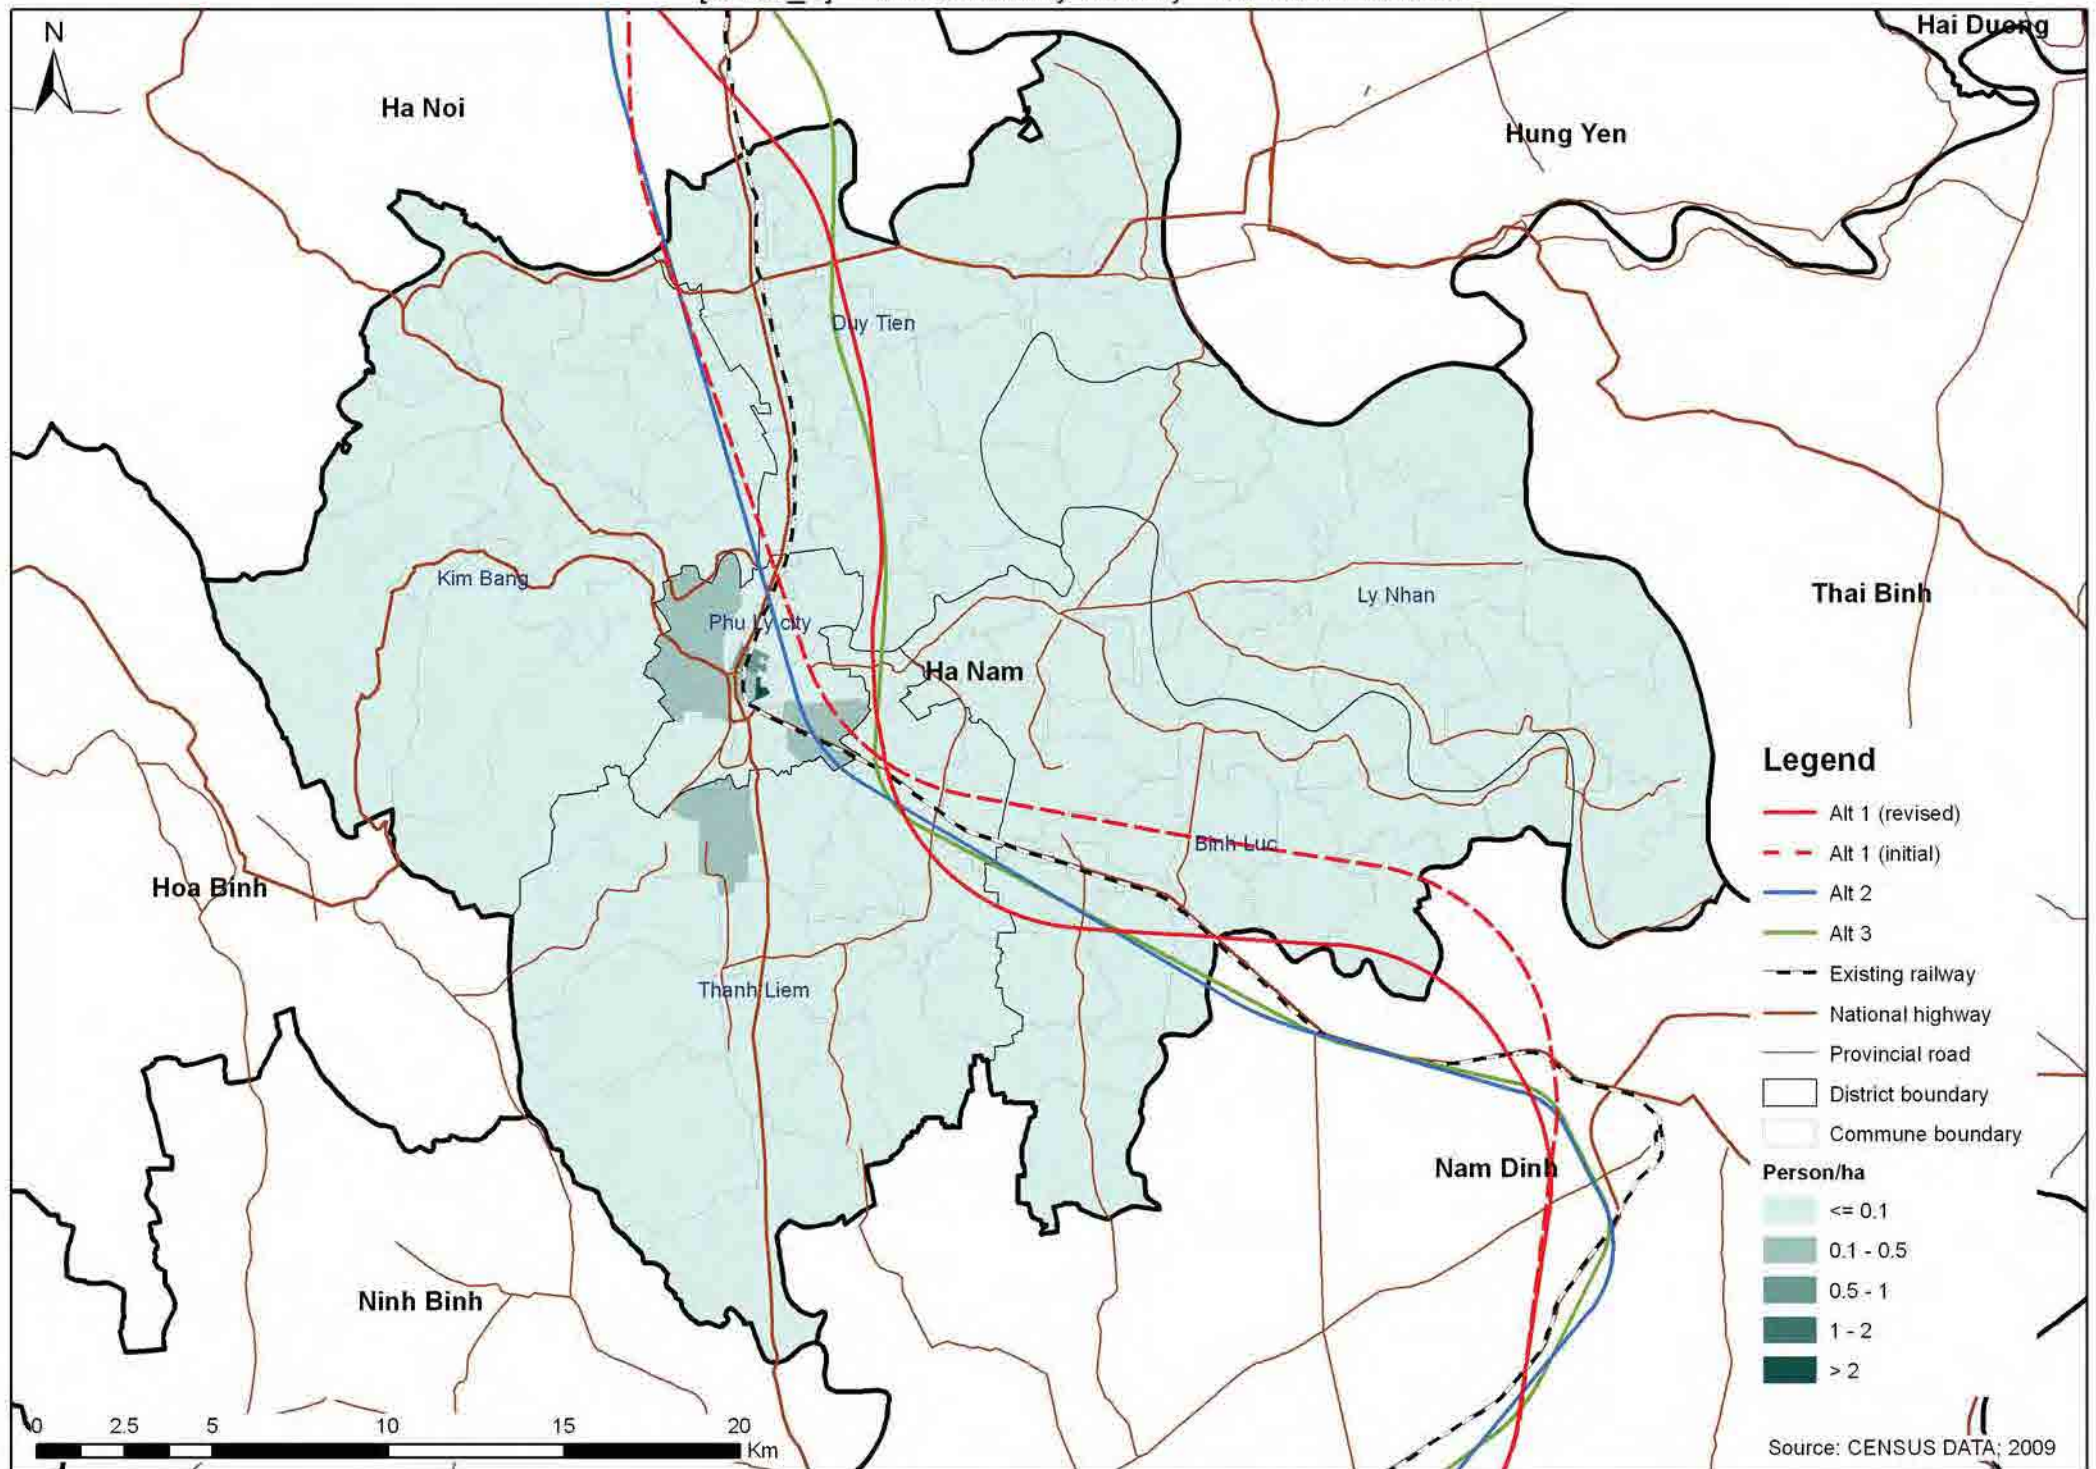 N
Hai Duong
Ha Noi
Hung Yen
Duy Tien
Kim Bang
Ly Nhan
Thai Binh
Phu Ly city
Ha Nam
Legend
Alt 1 (revised)
Alt 1 (initial)
Alt 2
Alt 3
Existing railway
National highway
Provincial road
District boundary
Commune boundary
Person/ha
<= 0.1
0.1 - 0.5
0.5 - 1
1 - 2
> 2
Binh Luc
Hoa Binh
Thanh Liem
Nam Dinh
Ninh Binh
0 2.5 5 10 15 20
Km
Source: CENSUS DATA; 2009